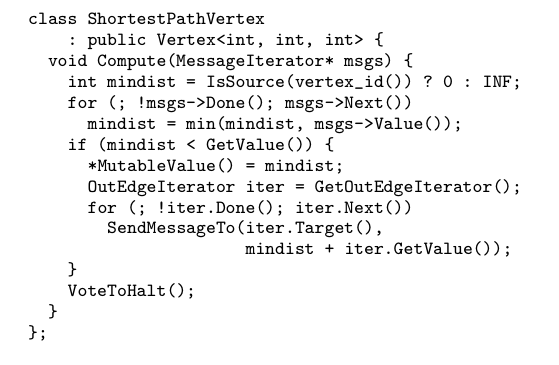 class ShortestPathVertex
    : public Vertex<int, int, int> {
  void Compute(MessageIterator* msgs) {
    int mindist = IsSource(vertex_id()) ? 0 : INF;
    for (; !msgs->Done(); msgs->Next())
      mindist = min(mindist, msgs->Value());
    if (mindist < GetValue()) {
      *MutableValue() = mindist;
      OutEdgeIterator iter = GetOutEdgeIterator();
      for (; !iter.Done(); iter.Next())
        SendMessageTo(iter.Target(),
                      mindist + iter.GetValue());
    }
    VoteToHalt();
  }
};